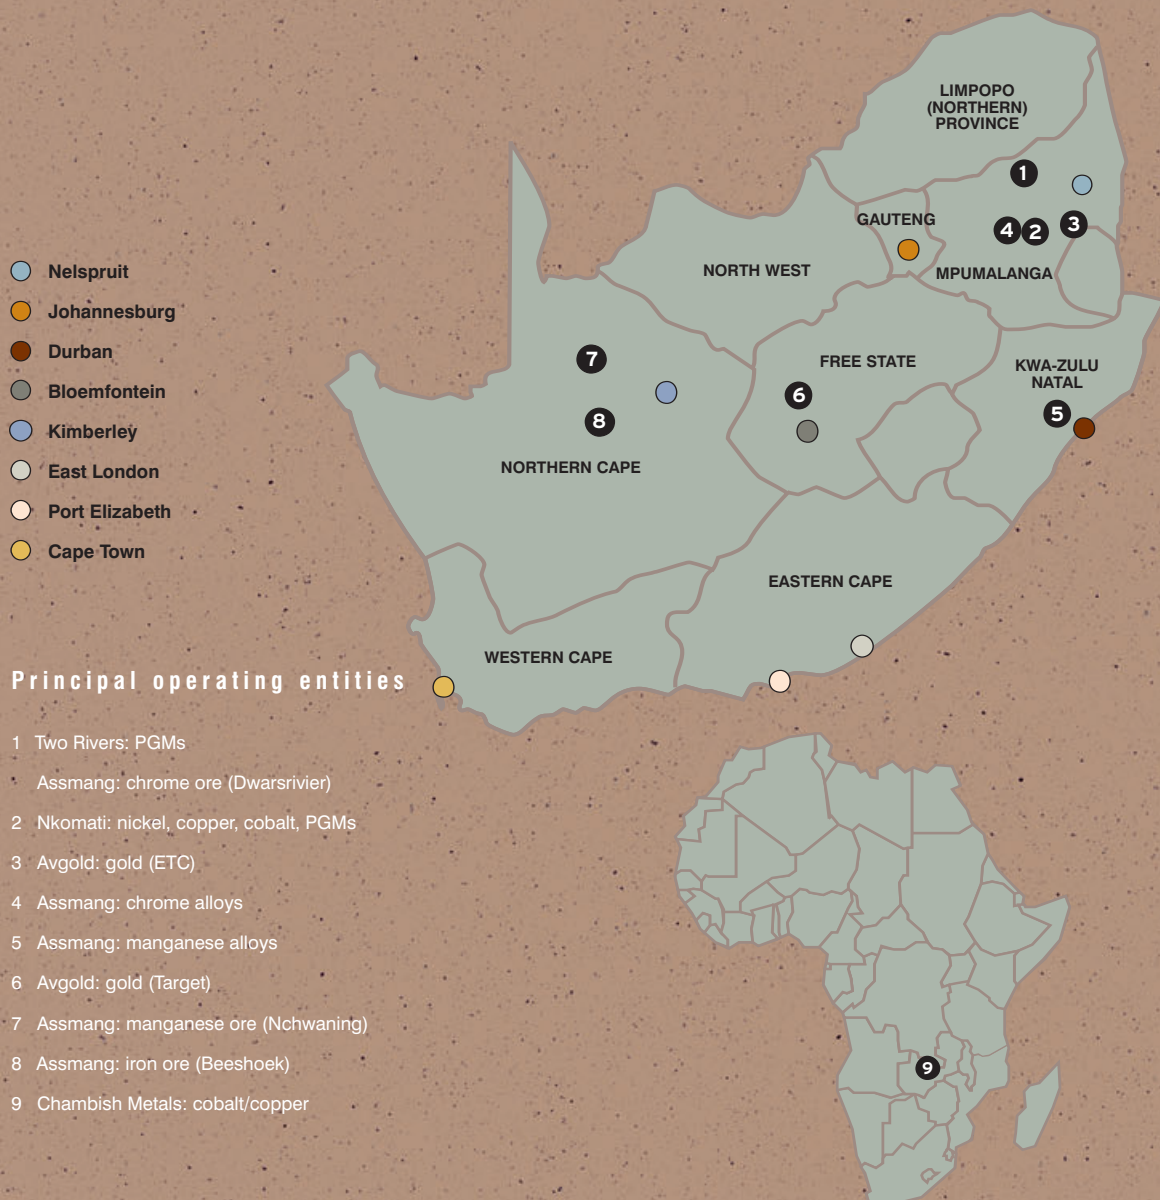 LIMPOPO
(NORTHERN)
PROVINCE
1
GAUTENG
4
2
3
NORTH WEST
MPUMALANGA
7
FREE STATE
KWA-ZULU
NATAL
6
5
8
NORTHERN CAPE
EASTERN CAPE
WESTERN CAPE
Nelspruit
Johannesburg
Durban
Bloemfontein
Kimberley
East London
Port Elizabeth
Cape Town
Principal operating entities
1 Two Rivers: PGMs
Assmang: chrome ore (Dwarsrivier)
2 Nkomati: nickel, copper, cobalt, PGMs
3 Avgold: gold (ETC)
4 Assmang: chrome alloys
5 Assmang: manganese alloys
6 Avgold: gold (Target)
7 Assmang: manganese ore (Nchwaning)
8 Assmang: iron ore (Beeshoek)
9 Chambish Metals: cobalt/copper
9